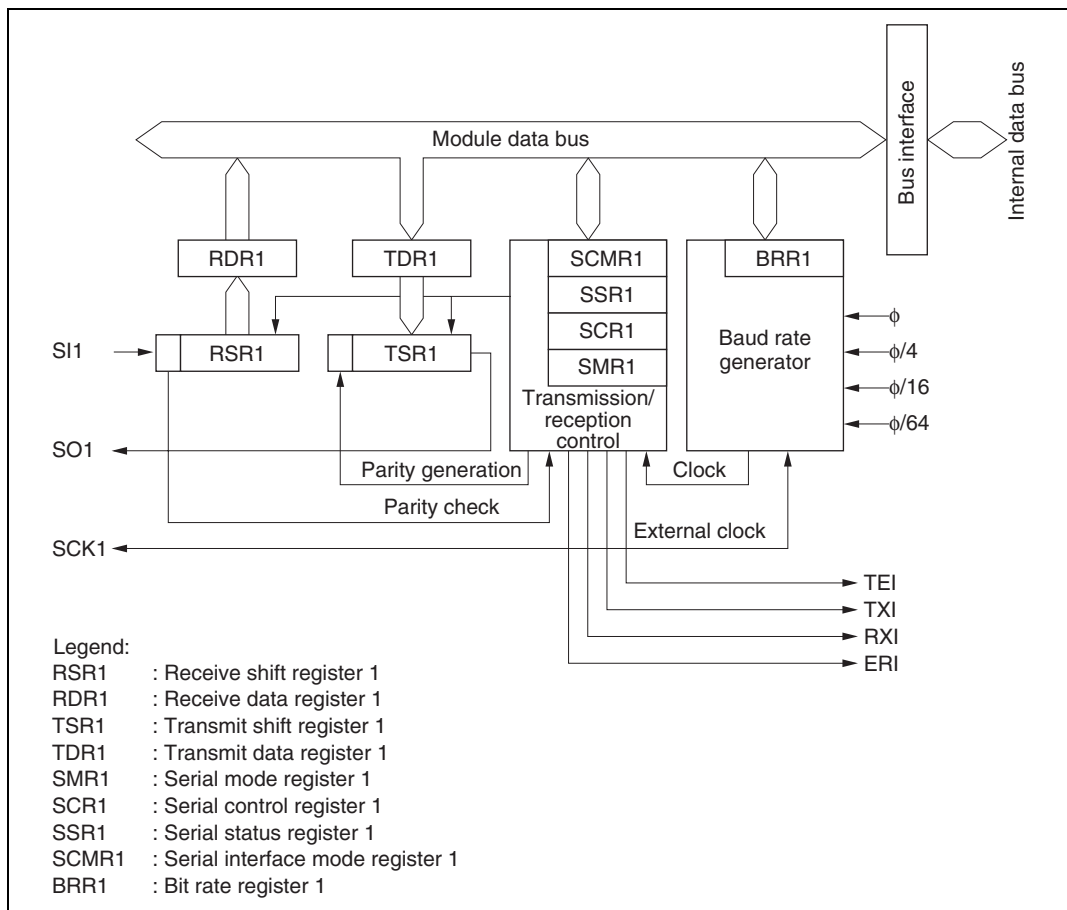 Bus interface
Internal data bus
Module data bus
RDR1
TDR1
SCMR1
BRR1
SSR1
SCR1
SMR1
SI1
RSR1
TSR1
Baud rate
generator
ϕ
ϕ/4
ϕ/16
ϕ/64
Transmission/
reception
control
SO1
Parity generation
Clock
Parity check
External clock
SCK1
TEI
TXI
RXI
ERI
Legend:
RSR1 : Receive shift register 1
RDR1 : Receive data register 1
TSR1 : Transmit shift register 1
TDR1 : Transmit data register 1
SMR1 : Serial mode register 1
SCR1 : Serial control register 1
SSR1 : Serial status register 1
SCMR1 : Serial interface mode register 1
BRR1 : Bit rate register 1